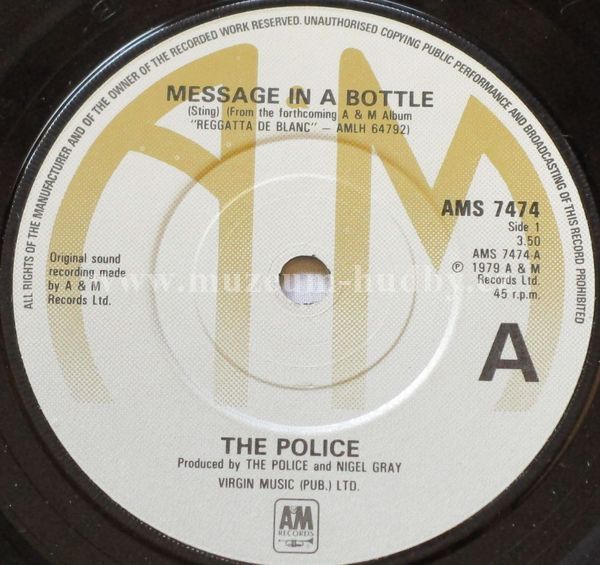 ALL RIGHTS OF THE MANUFACTURER AND OF THE OWNER OF THE RECORDED WORK RESERVED. UNAUTHORISED COPYING PUBLIC PERFORMANCE AND BROADCASTING OF THIS RECORD PROHIBITED
MESSAGE IN A BOTTLE
(Sting) (From the forthcoming A & M Album
"REGGATTA DE BLANC" – AMLH 64792)
AMS 7474
Side 1
3.50
AMS 7474 A
Ⓟ 1979 A & M
Records Ltd.
45 r.p.m.
Original sound
recording made
by A & M
Records Ltd.
www.muzeum-hudby.
A
THE POLICE
Produced by THE POLICE and NIGEL GRAY
VIRGIN MUSIC (PUB.) LTD.
AM
RECORDS